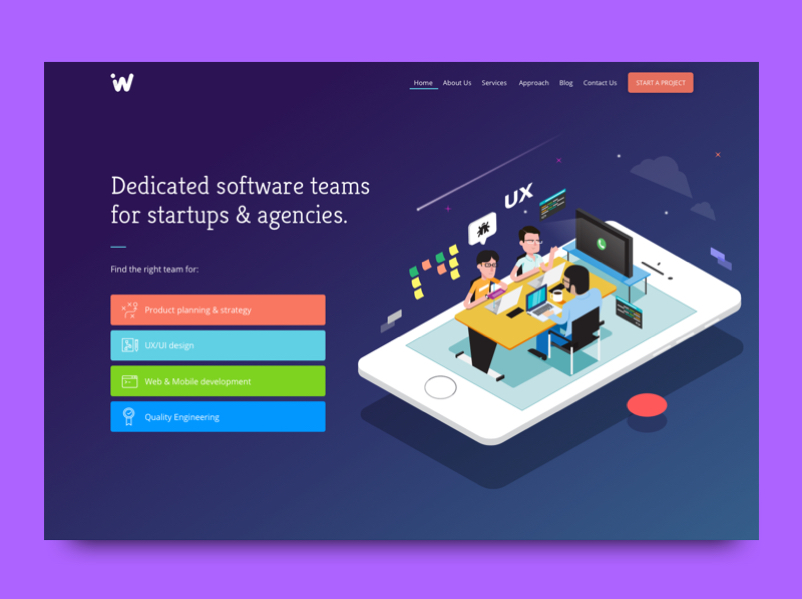 W
Home About Us Services Approach Blog Contact Us START A PROJECT
Dedicated software teams
for startups & agencies.
Find the right team for:
Product planning & strategy
UX/UI design
Web & Mobile development
Quality Engineering
UX